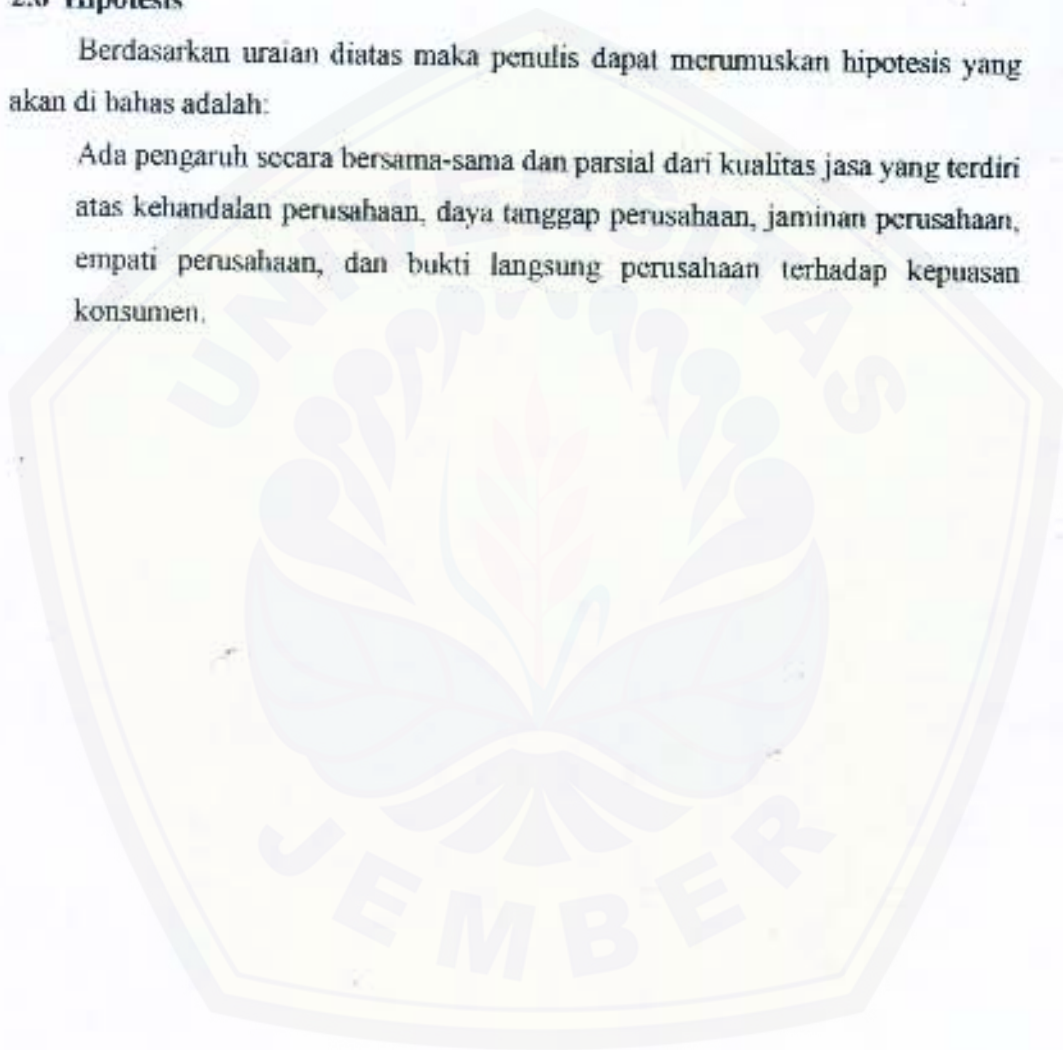 Hipotesis
Berdasarkan uraian diatas maka penulis dapat merumuskan hipotesis yang
akan di bahas adalah:
Ada pengaruh secara bersama-sama dan parsial dari kualitas jasa yang terdiri
atas kehandalan perusahaan, daya tanggap perusahaan, jaminan perusahaan,
empati perusahaan, dan bukti langsung perusahaan terhadap kepuasan
konsumen.
UNIVERSITAS
JEMBER